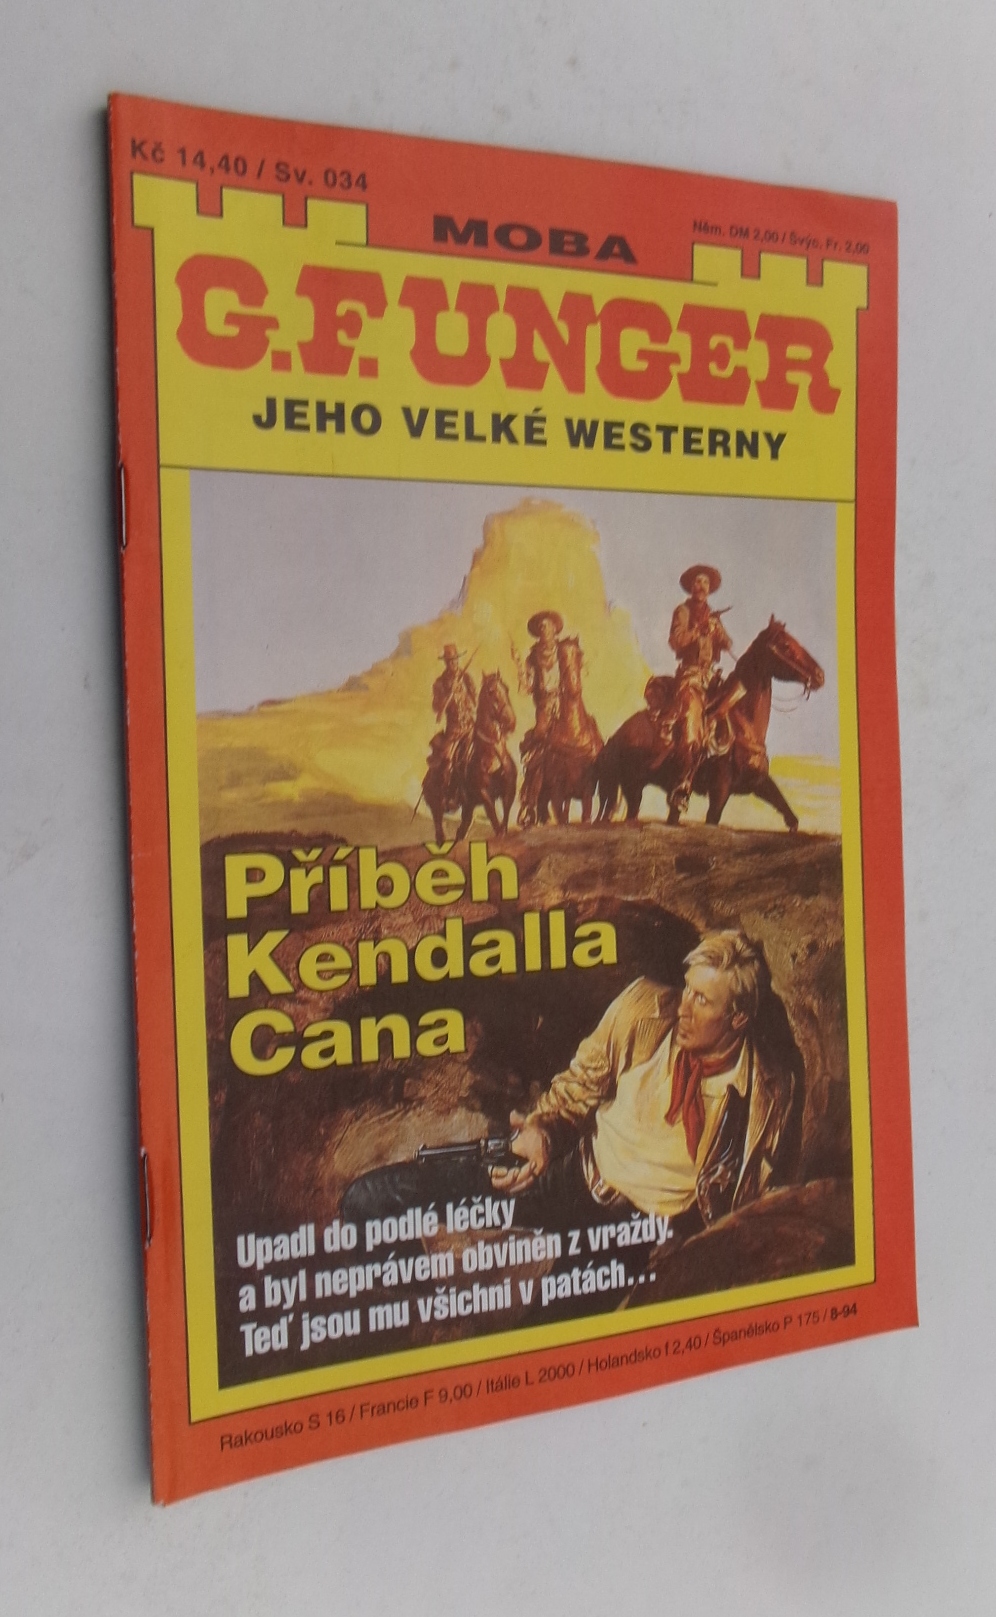 Kč 14,40 / Sv. 034
MOBA
Něm. DM 2,00 / Švýc. Fr. 2,00
G.F. UNGER
JEHO VELKÉ WESTERNY
Příběh
Kendalla
Cana
Upadl do podlé léčky
a byl neprávem obviněn z vraždy.
Teď jsou mu všichni v patách...
Rakousko S 16 / Francie F 9,00 / Itálie L 2000 / Holandsko f 2,40 / Španělsko P 175 / 8-94